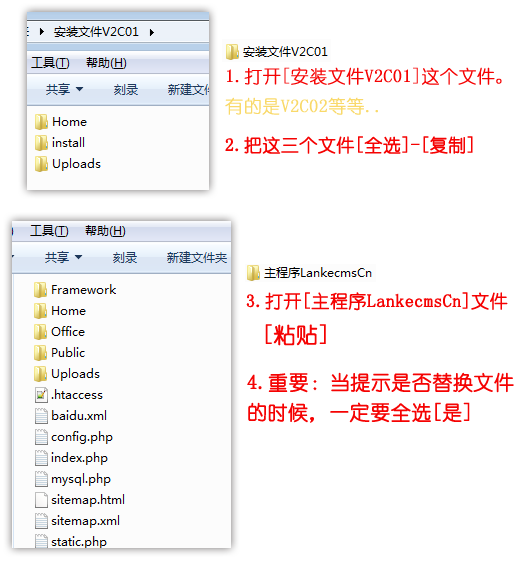 安装文件V2C01
工具(T) 帮助(H)
共享 刻录 新建文件
Home
install
Uploads
安装文件V2C01
1.打开[安装文件V2C01]这个文件。
有的是V2C02等等..
2.把这三个文件[全选]-[复制]
工具(T) 帮助(H)
共享 刻录 新建文件夹
Framework
Home
Office
Public
Uploads
.htaccess
baidu.xml
config.php
index.php
mysql.php
sitemap.html
sitemap.xml
static.php
主程序LankecmsCn
3.打开[主程序LankecmsCn]文件
[粘贴]
4.重要：当提示是否替换文件
的时候，一定要全选[是]